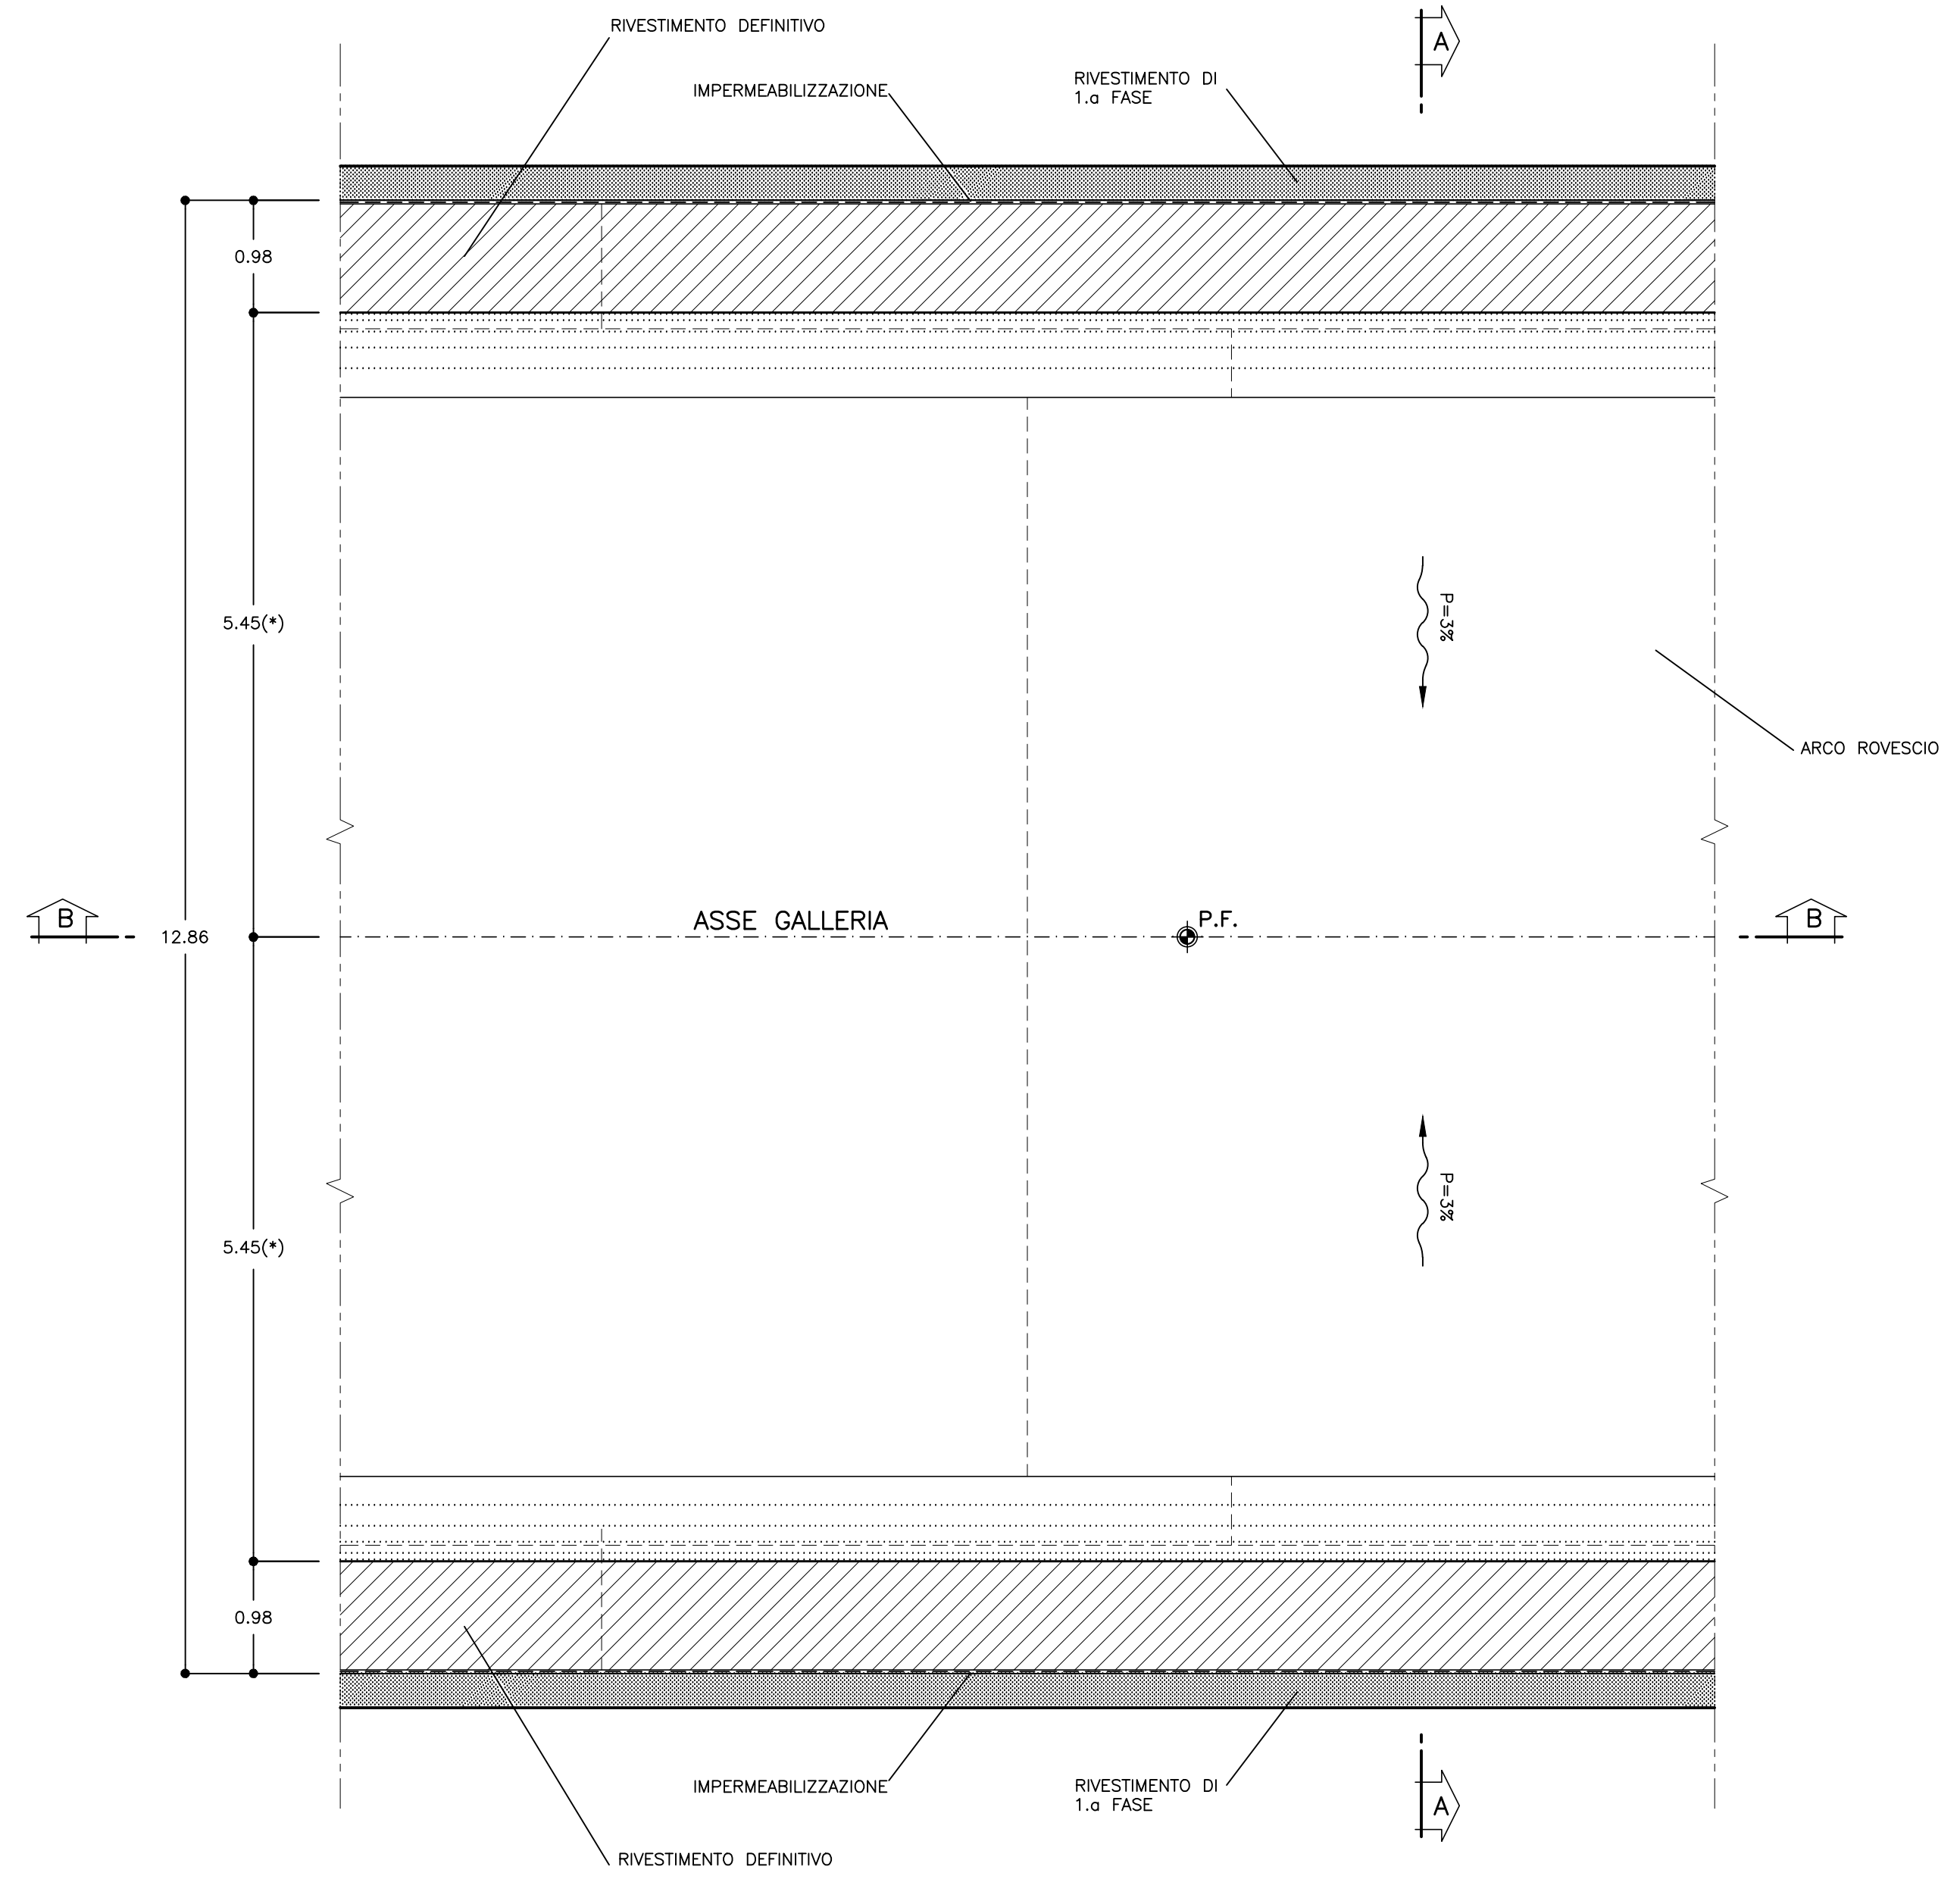 RIVESTIMENTO DEFINITIVO
A
RIVESTIMENTO DI
1.a FASE
IMPERMEABILIZZAZIONE
0.98
5.45(*)
P=3%
ARCO ROVESCIO
B
12.86
ASSE GALLERIA
P.F.
B
P=3%
5.45(*)
0.98
IMPERMEABILIZZAZIONE
RIVESTIMENTO DI
1.a FASE
A
RIVESTIMENTO DEFINITIVO